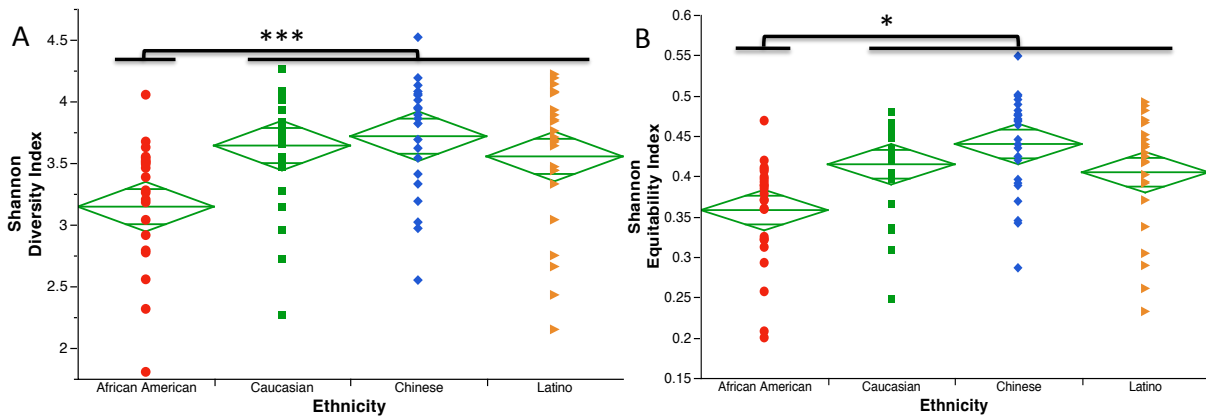 A
***
Shannon
Diversity Index
4.5
4
3.5
3
2.5
2
African American
Caucasian
Chinese
Latino
Ethnicity
B
*
Shannon
Equitability Index
0.6
0.55
0.5
0.45
0.4
0.35
0.3
0.25
0.2
0.15
African American
Caucasian
Chinese
Latino
Ethnicity